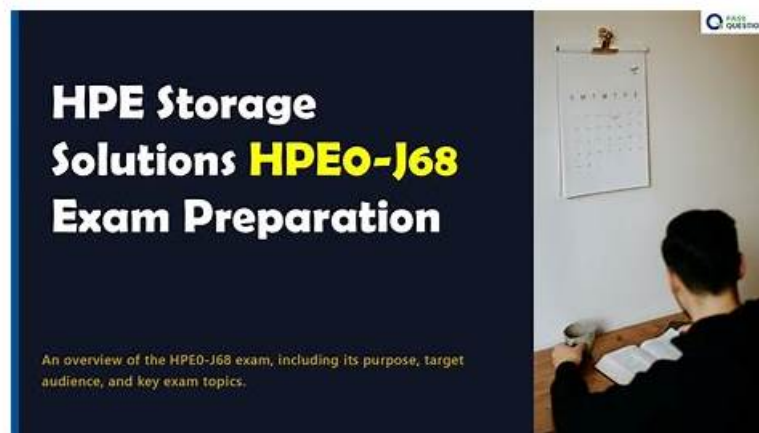 PASS
HPE Storage
Solutions HPE0-J68
Exam Preparation
An overview of the HPE0-J68 exam, including its purpose, target
audience, and key exam topics.